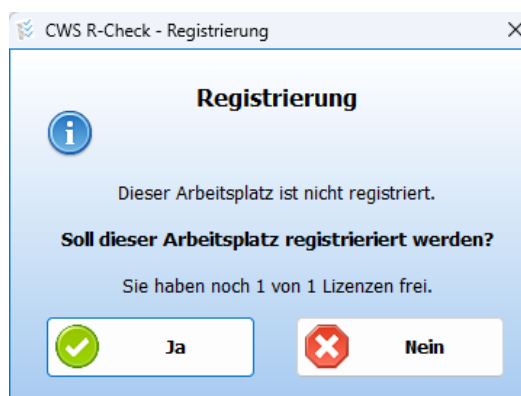 CWS R-Check - Registrierung
Registrierung
Dieser Arbeitsplatz ist nicht registriert.
Soll dieser Arbeitsplatz registrieriert werden?
Sie haben noch 1 von 1 Lizenzen frei.
Ja
Nein